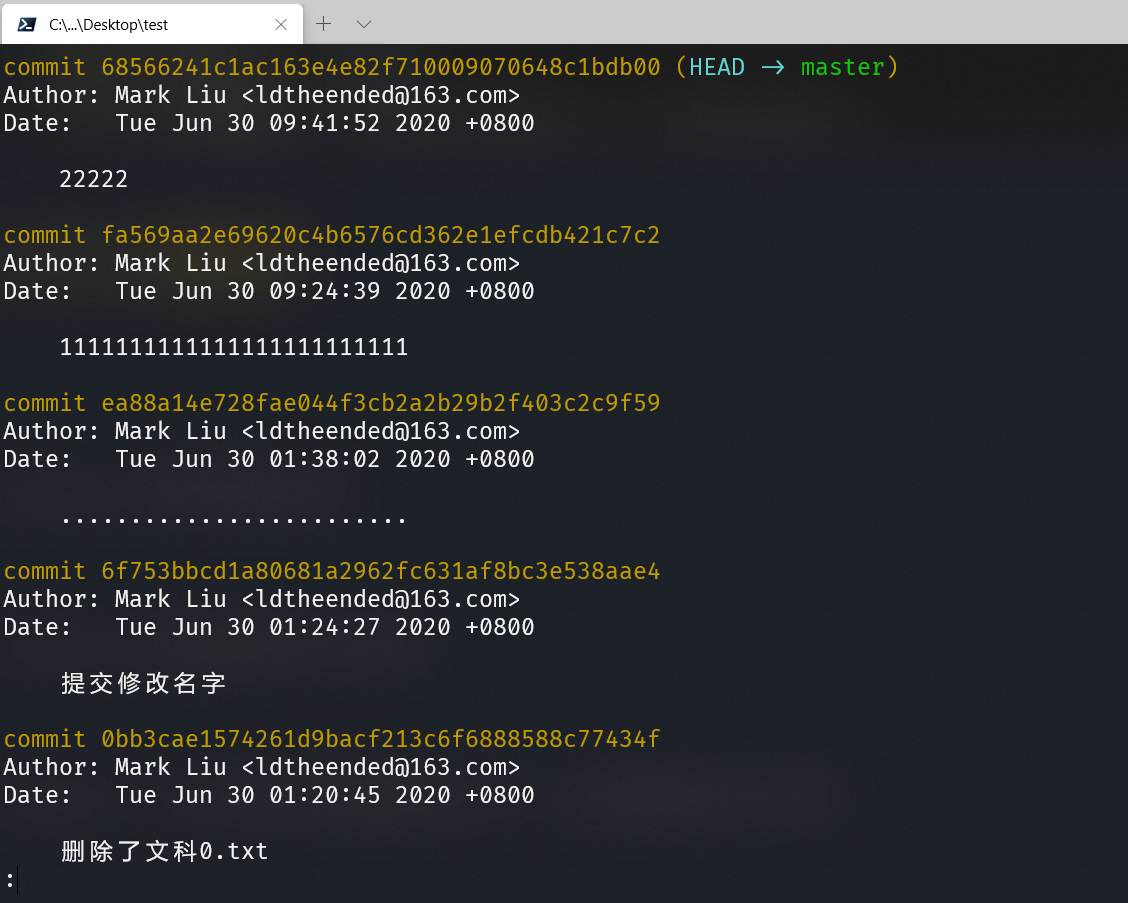 C:\...\Desktop\test
commit 68566241c1ac163e4e82f710009070648c1bdb00 (HEAD -> master)
Author: Mark Liu <ldtheended@163.com>
Date:   Tue Jun 30 09:41:52 2020 +0800
22222
commit fa569aa2e69620c4b6576cd362e1efcdb421c7c2
Author: Mark Liu <ldtheended@163.com>
Date:   Tue Jun 30 09:24:39 2020 +0800
1111111111111111111111111
commit ea88a14e728fae044f3cb2a2b29b2f403c2c9f59
Author: Mark Liu <ldtheended@163.com>
Date:   Tue Jun 30 01:38:02 2020 +0800
.........................
commit 6f753bbcd1a80681a2962fc631af8bc3e538aae4
Author: Mark Liu <ldtheended@163.com>
Date:   Tue Jun 30 01:24:27 2020 +0800
提交修改名字
commit 0bb3cae1574261d9bacf213c6f6888588c77434f
Author: Mark Liu <ldtheended@163.com>
Date:   Tue Jun 30 01:20:45 2020 +0800
删除了文科0.txt
: